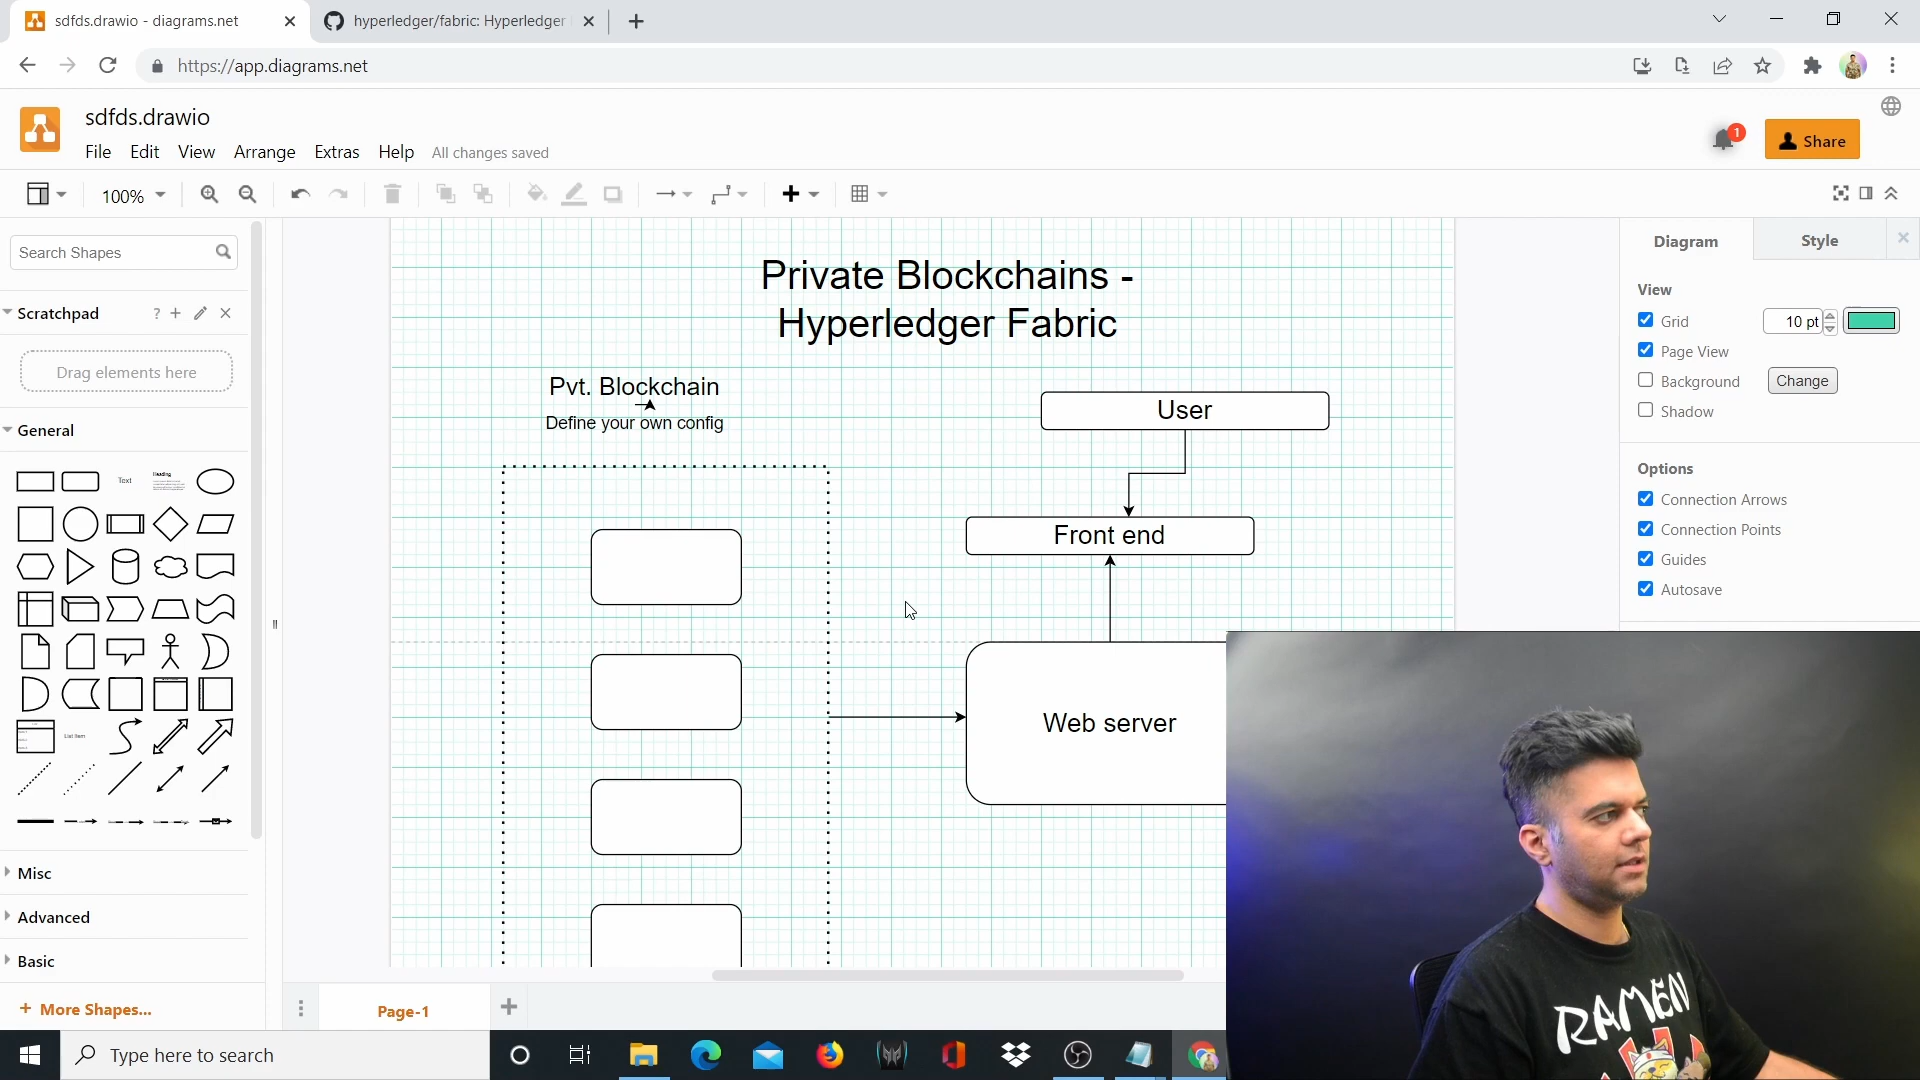 sdfds.drawio - diagrams.net
hyperledger/fabric: Hyperledger
https://app.diagrams.net
sdfds.drawio
File Edit View Arrange Extras Help All changes saved
1
Share
100%
Search Shapes
Scratchpad
?
Drag elements here
General
Text
Heading
List Item
Misc
Advanced
Basic
+ More Shapes...
Private Blockchains -
Hyperledger Fabric
Pvt. Blockchain
Define your own config
User
Front end
Web server
Diagram
Style
View
Grid
10 pt
Page View
Background
Change
Shadow
Options
Connection Arrows
Connection Points
Guides
Autosave
Page-1
Type here to search
RAMEN